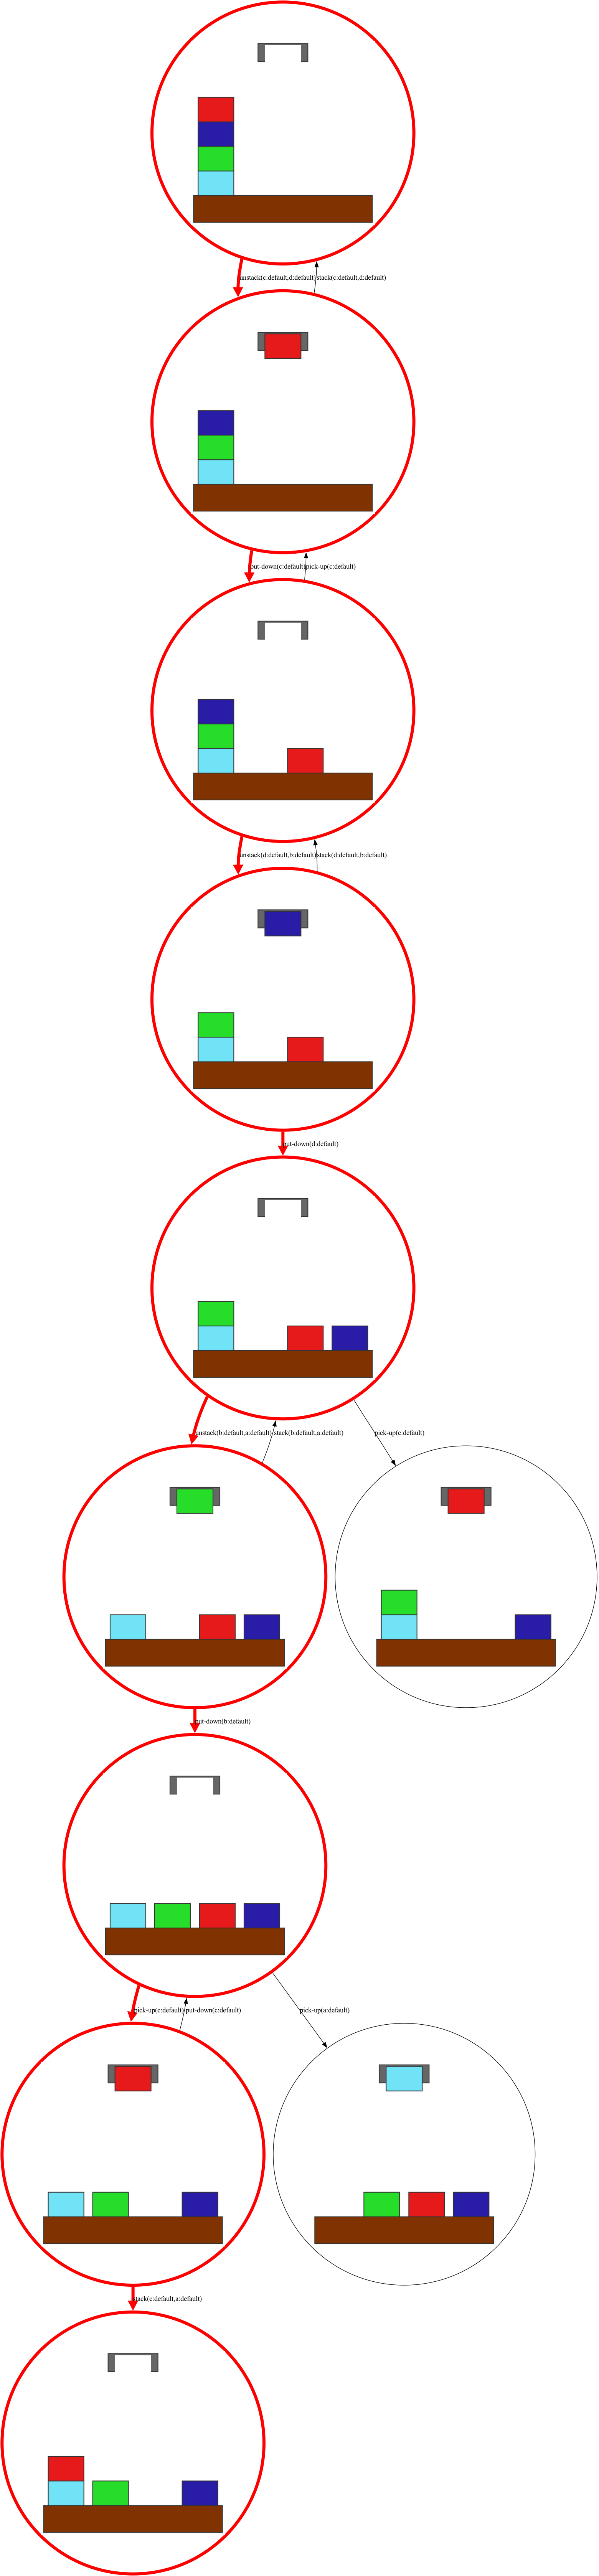 unstack(c:default,d:default) stack(c:default,d:default)
put-down(c:default) pick-up(c:default)
unstack(d:default,b:default) stack(d:default,b:default)
put-down(d:default)
unstack(b:default,a:default) stack(b:default,a:default) pick-up(c:default)
put-down(b:default)
pick-up(c:default) put-down(c:default) pick-up(a:default)
stack(c:default,a:default)